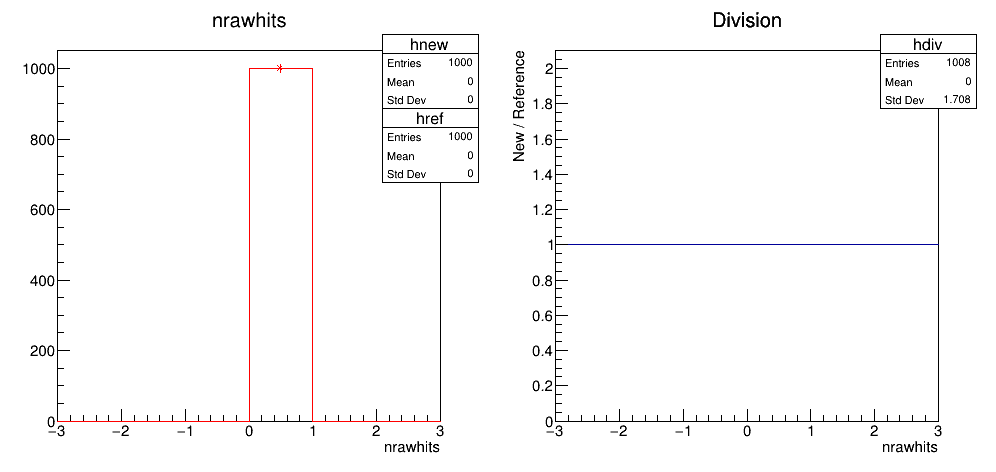 nrawhits
hnew
Entries 1000
Mean 0
Std Dev 0
href
Entries 1000
Mean 0
Std Dev 0
1000
800
600
400
200
0
−3 −2 −1 0 1 2 3
nrawhits
Division
hdiv
Entries 1008
Mean 0
Std Dev 1.708
New / Reference
2
1.8
1.6
1.4
1.2
1
0.8
0.6
0.4
0.2
0
−3 −2 −1 0 1 2 3
nrawhits